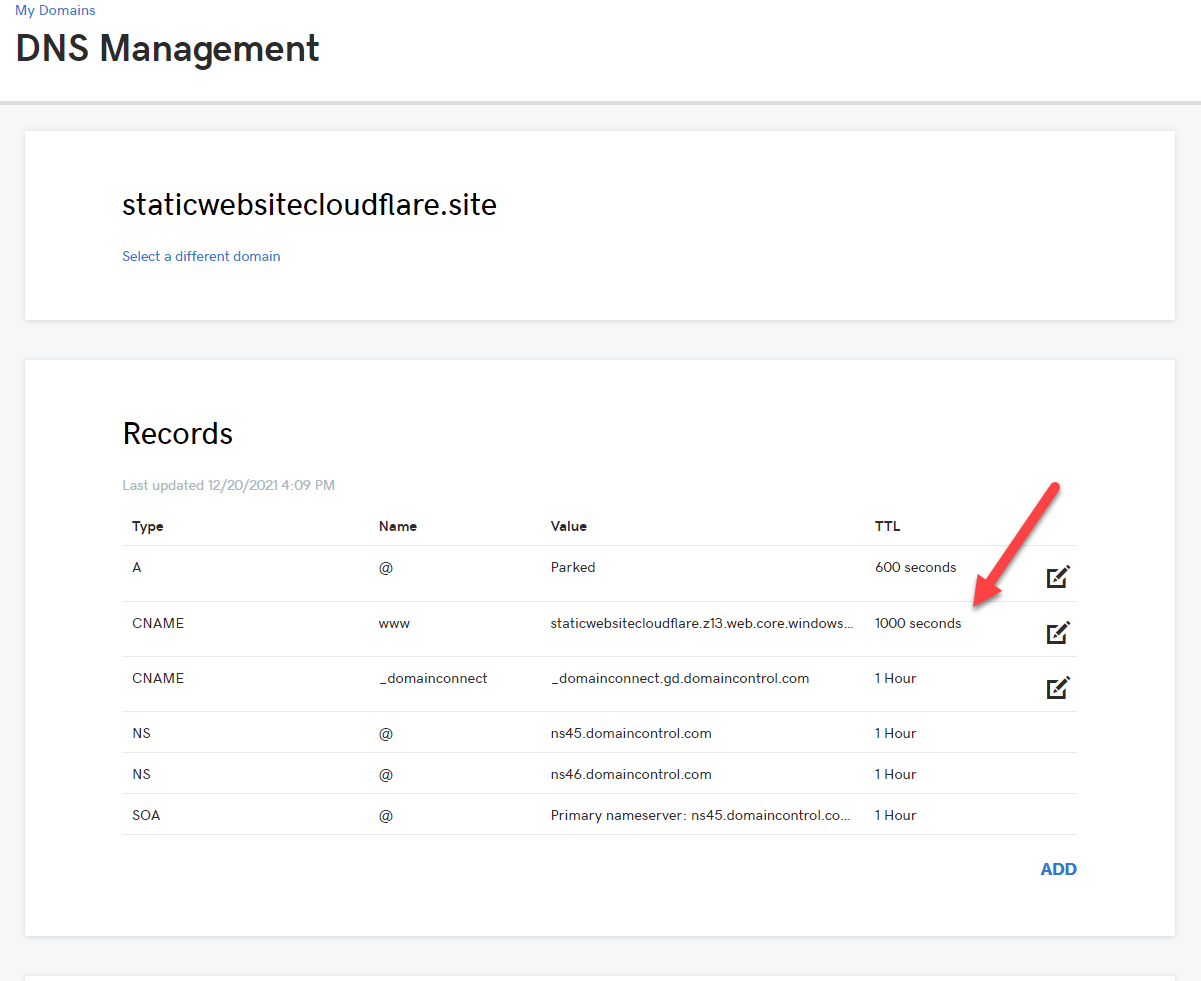 My Domains
DNS Management
staticwebsitecloudflare.site
Select a different domain
Records
Last updated 12/20/2021 4:09 PM
Type Name Value TTL
A @ Parked 600 seconds
CNAME www staticwebsitecloudflare.z13.web.core.windows... 1000 seconds
CNAME _domainconnect _domainconnect.gd.domaincontrol.com 1 Hour
NS @ ns45.domaincontrol.com 1 Hour
NS @ ns46.domaincontrol.com 1 Hour
SOA @ Primary nameserver: ns45.domaincontrol.co... 1 Hour
ADD